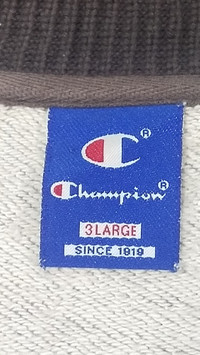 C®
Champion®
3LARGE
SINCE 1919